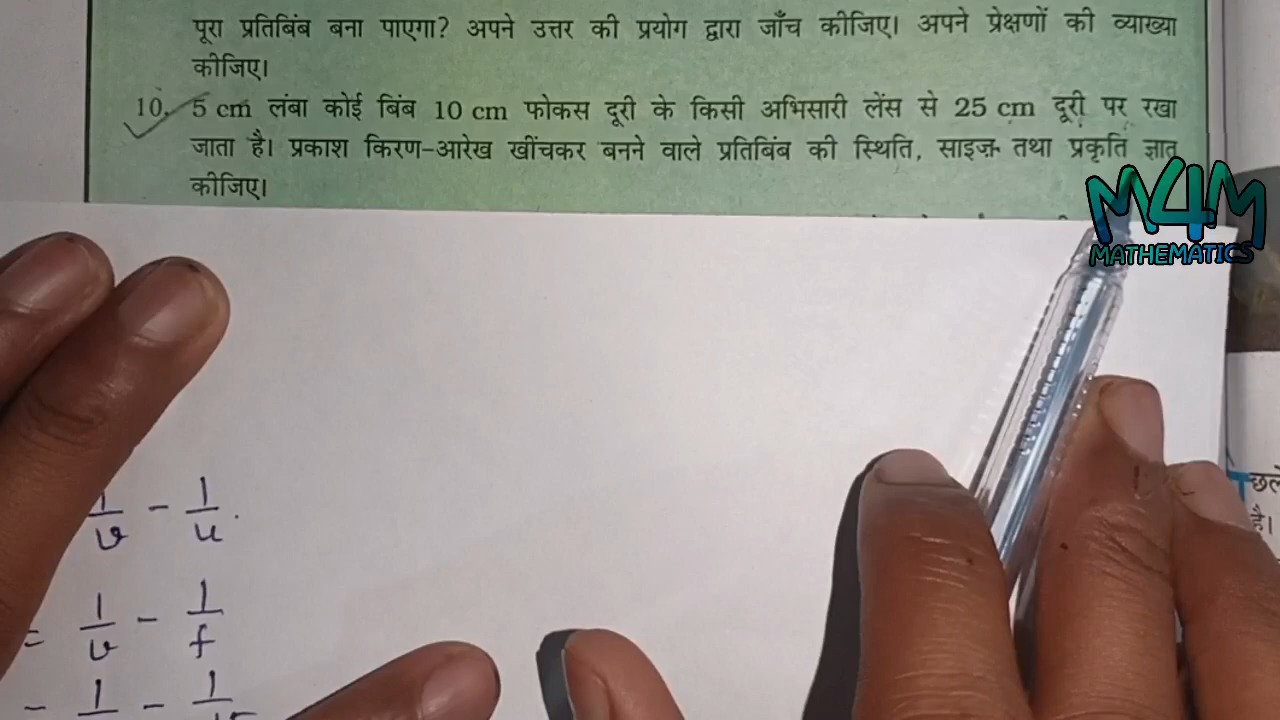 पूरा प्रतिबिंब बना पाएगा? अपने उत्तर की प्रयोग द्वारा जाँच कीजिए। अपने प्रेक्षणों की व्याख्या
कीजिए।
10. 5 cm लंबा कोई बिंब 10 cm फोकस दूरी के किसी अभिसारी लेंस से 25 cm दूरी पर रखा
जाता है। प्रकाश किरण-आरेख खींचकर बनने वाले प्रतिबिंब की स्थिति, साइज़ तथा प्रकृति ज्ञात
कीजिए।
M4M
MATHEMATICS
1/v - 1/u
= 1/v - 1/f
है।